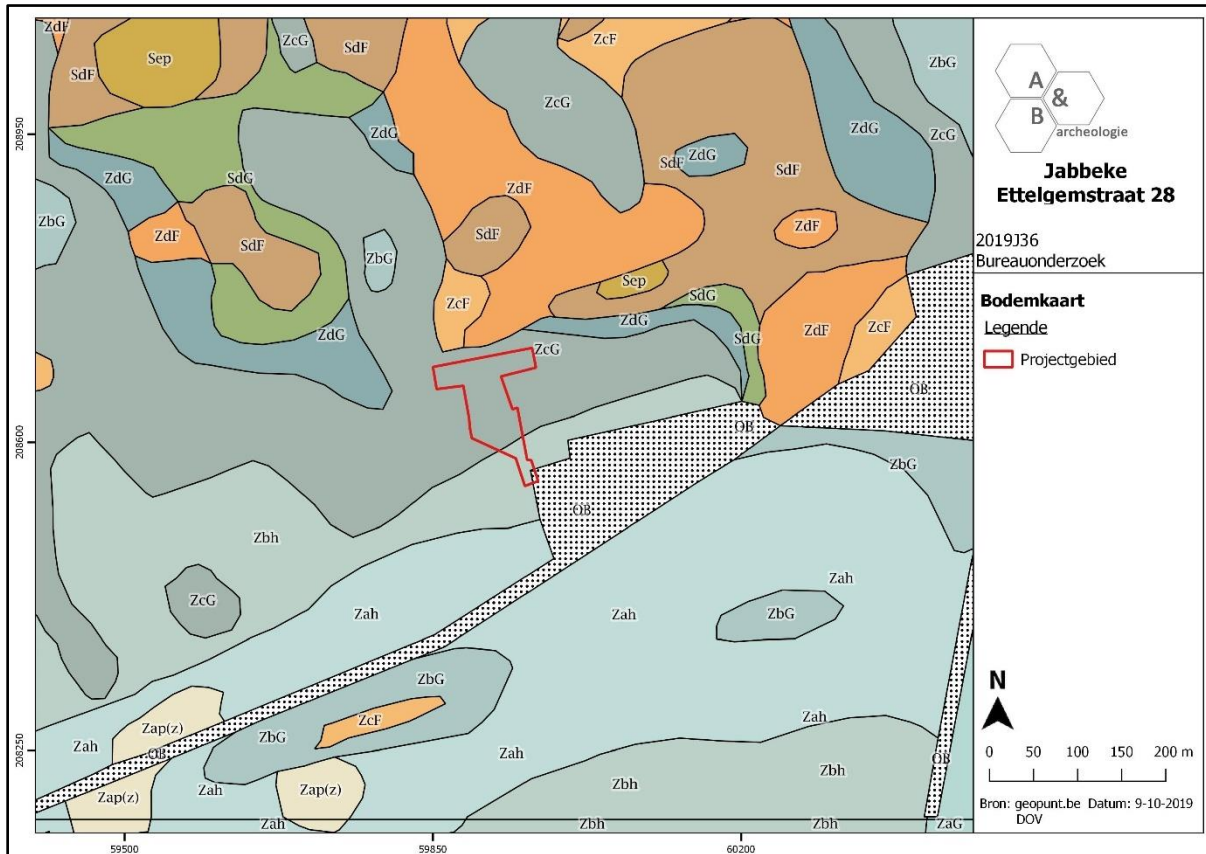 ZdF
SdF
Sep
ZcG
SdF
ZcF
ZbG
ZcG
ZdG
ZcG
ZdG
SdF
ZdG
SdF
ZdG
SdG
ZdF
ZbG
ZdF
SdF
SdF
ZdF
ZbG
Sep
ZcF
SdG
ZdG
ZdG
SdG
ZdF
ZcF
ZcG
OB
OB
ZbG
Zbh
OB
Zah
ZcG
Zah
Zah
ZbG
ZbG
ZcF
Zap(z)
Zah
ZbG
Zah
OB
Zah
OB
Zap(z)
Zah
Zap(z)
Zbh
Zbh
Zah
Zbh
Zbh
ZaG
208950
208600
208250
59500
59850
60200
A
&
B
archeologie
Jabbeke
Ettelgemstraat 28
2019J36
Bureauonderzoek
Bodemkaart
Legende
Projectgebied
N
0 50 100 150 200 m
Bron: geopunt.be Datum: 9-10-2019
DOV